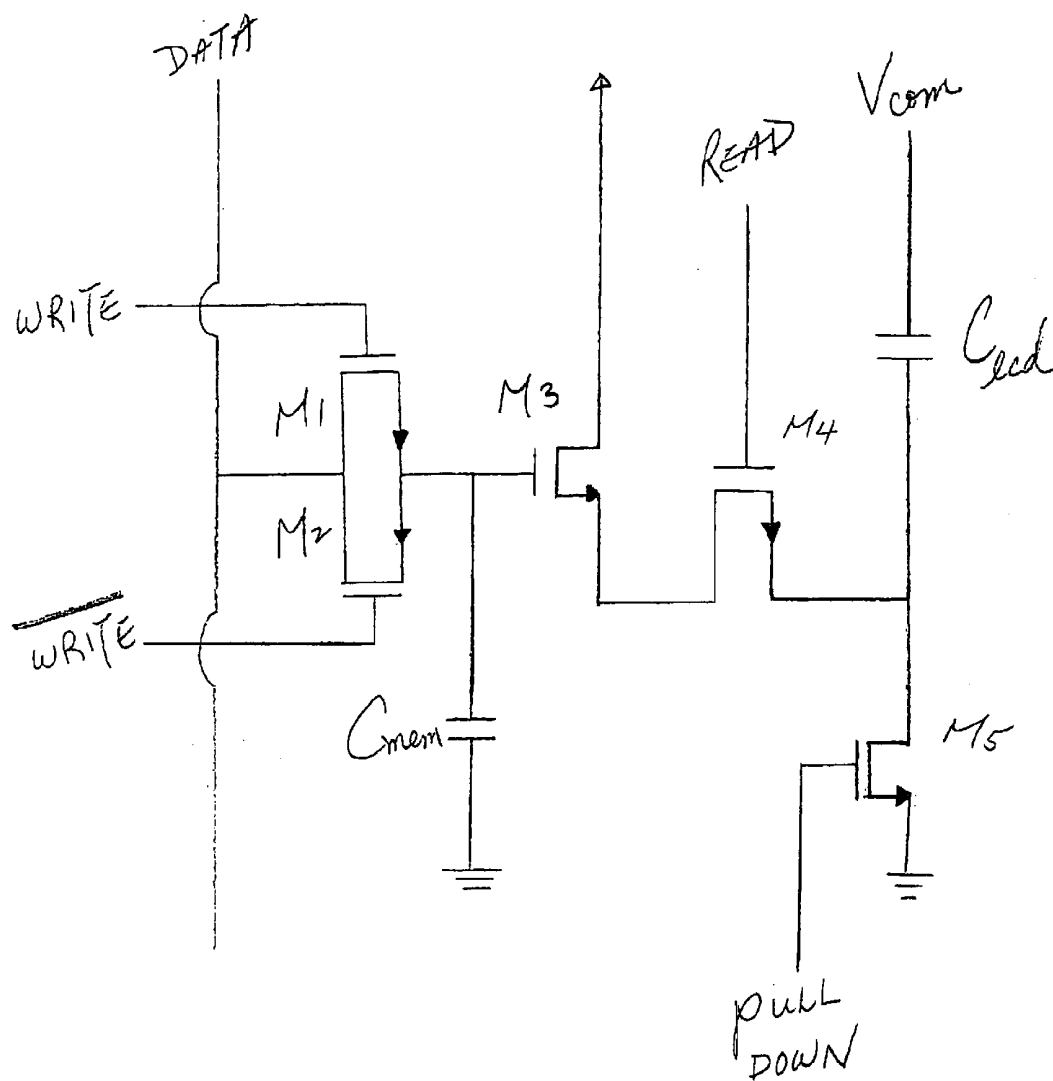 DATA
Vcom
READ
WRITE
Clcd
M1
M3
M4
M2
WRITE
Cmem
M5
PULL
DOWN